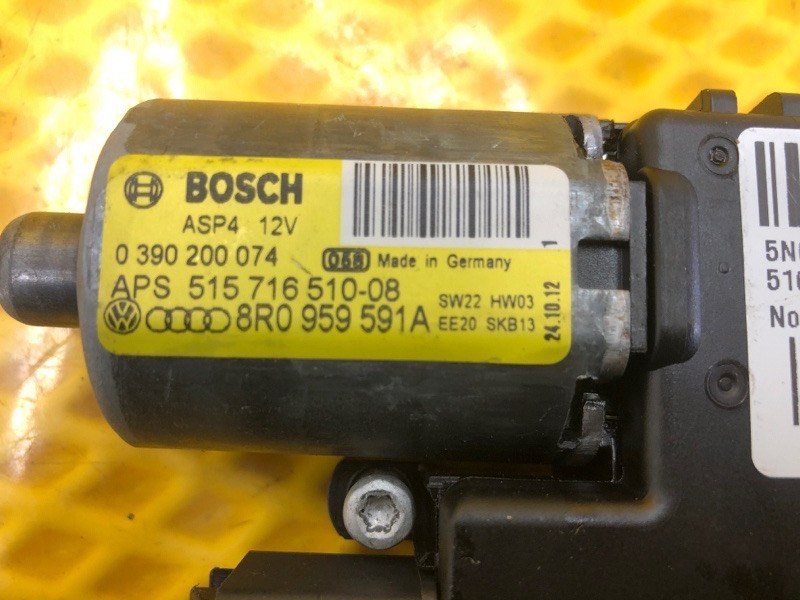 BOSCH
ASP4 12V
0 390 200 074 058 Made in Germany
APS 515 716 510-08
SW22 HW03
8R0 959 591A EE20 SKB13
24.10.12 1
5N
No